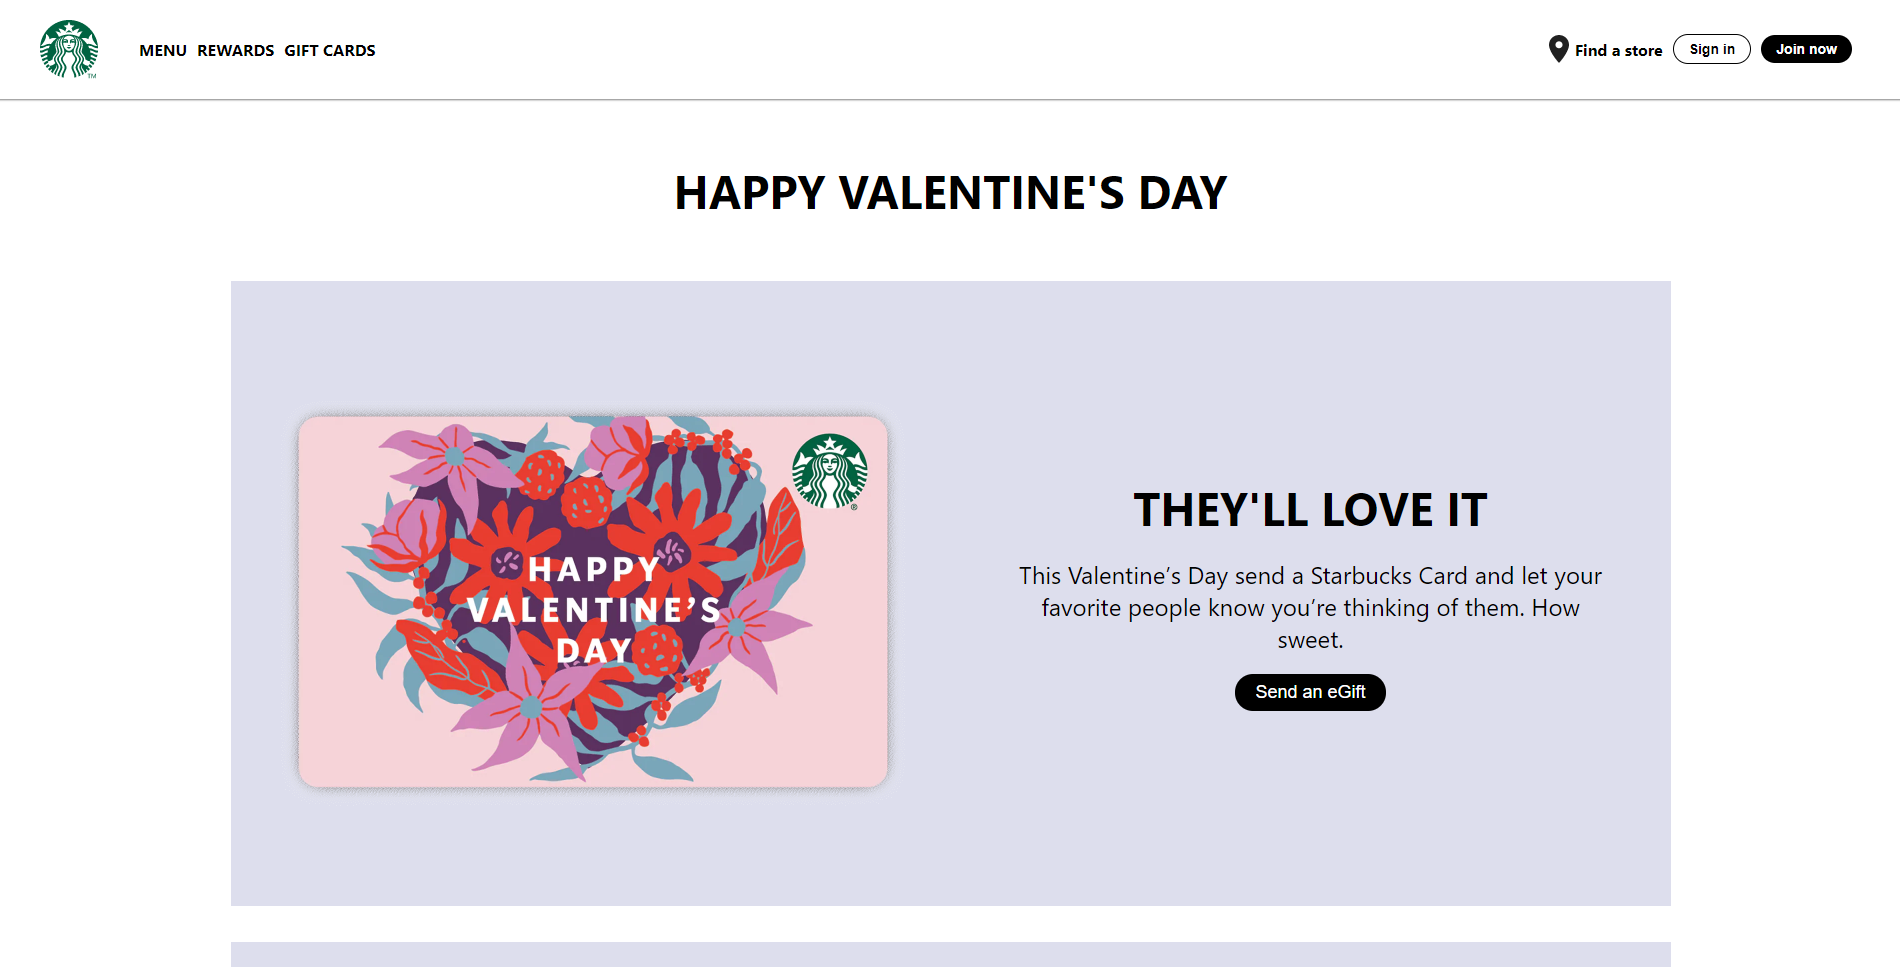 MENU REWARDS GIFT CARDS
Find a store Sign in Join now
TM
HAPPY VALENTINE'S DAY
HAPPY
VALENTINE’S
DAY
®
THEY'LL LOVE IT
This Valentine’s Day send a Starbucks Card and let your
favorite people know you’re thinking of them. How
sweet.
Send an eGift